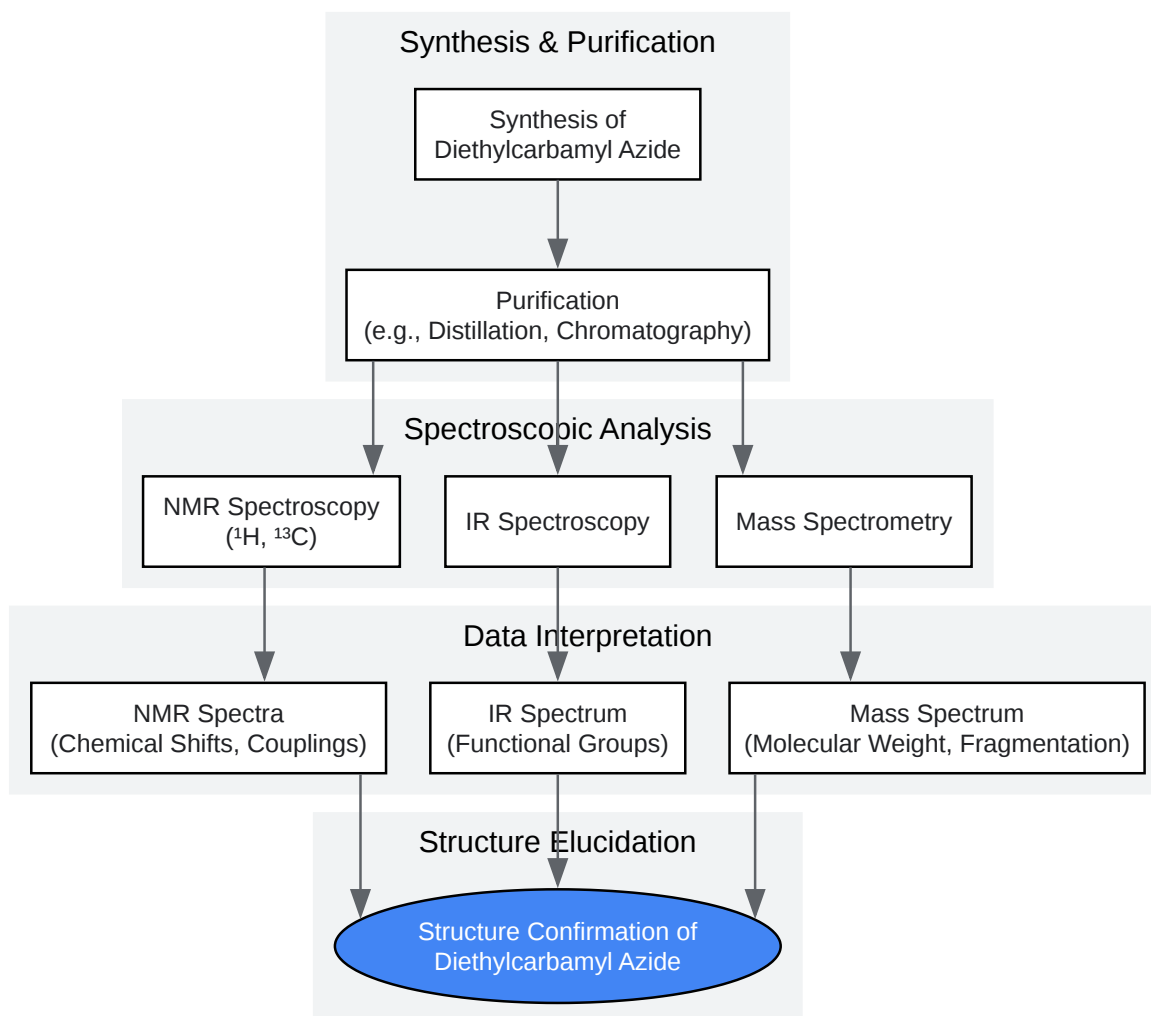 Synthesis & Purification
Synthesis of
Diethylcarbamyl Azide
Purification
(e.g., Distillation, Chromatography)
Spectroscopic Analysis
NMR Spectroscopy
(¹H, ¹³C)
IR Spectroscopy
Mass Spectrometry
Data Interpretation
NMR Spectra
(Chemical Shifts, Couplings)
IR Spectrum
(Functional Groups)
Mass Spectrum
(Molecular Weight, Fragmentation)
Structure Elucidation
Structure Confirmation of
Diethylcarbamyl Azide